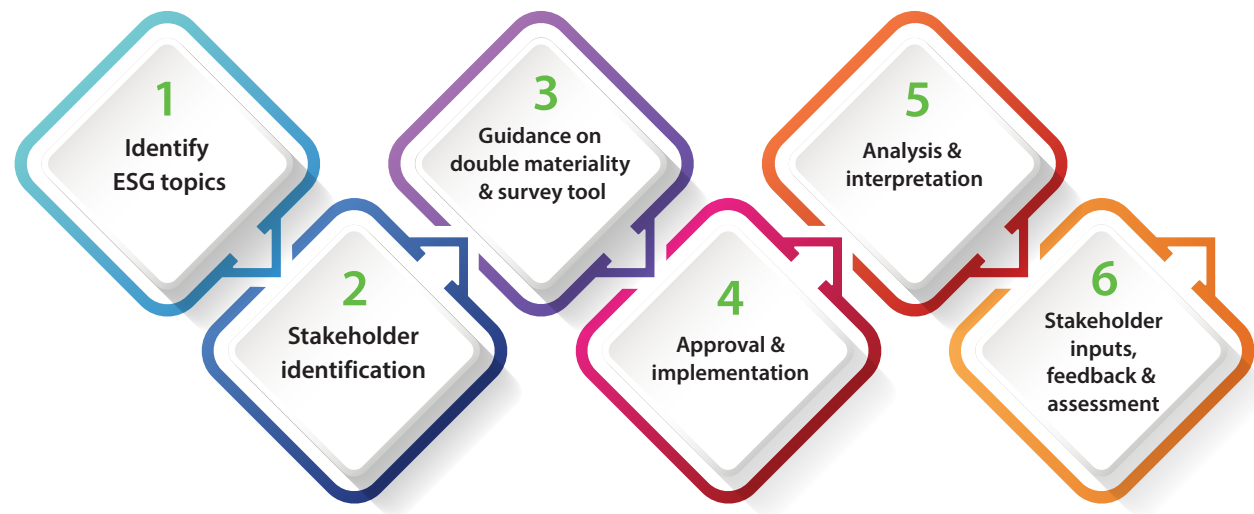 1
Identify
ESG topics
2
Stakeholder
identification
3
Guidance on
double materiality
& survey tool
4
Approval &
implementation
5
Analysis &
interpretation
6
Stakeholder
inputs,
feedback &
assessment